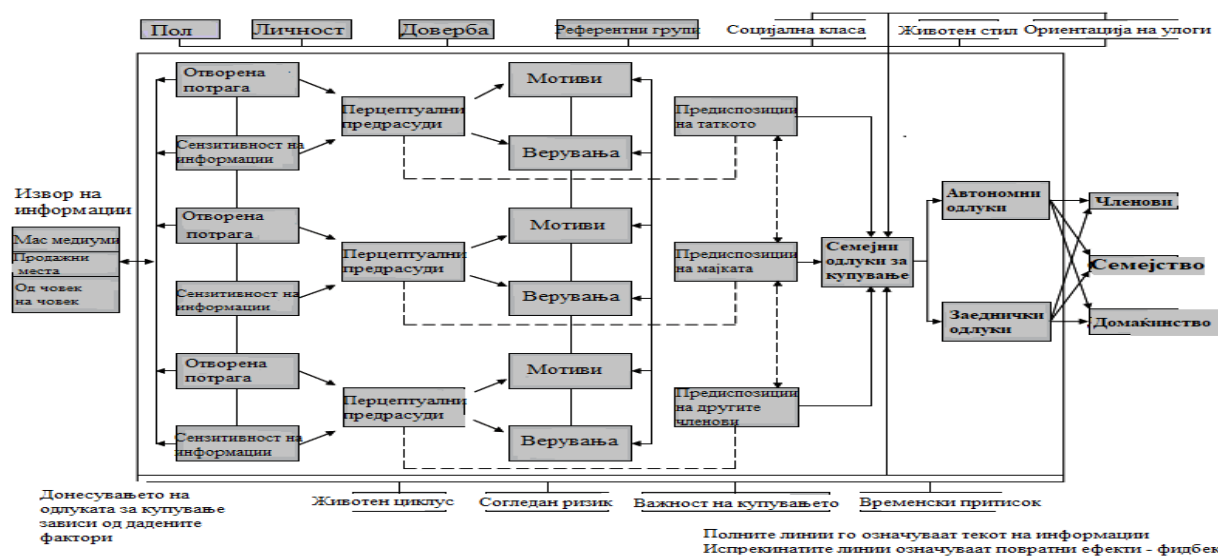 Пол
Личност
Доверба
Референтни групи
Социјална класа
Животен стил
Ориентација на улоги
Отворена
потрага
Сензитивност на
информации
Перцептуални
предрасуди
Мотиви
Верувања
Предиспозиции
на таткото
Извор на
информации
Мас медиуми
Продажни
места
Од човек
на човек
Отворена
потрага
Сензитивност на
информации
Перцептуални
предрасуди
Мотиви
Верувања
Предиспозиции
на мајката
Семејни
одлуки за
купување
Автономни
одлуки
Заеднички
одлуки
Членови
Семејство
Домаќинство
Отворена
потрага
Сензитивност на
информации
Перцептуални
предрасуди
Мотиви
Верувања
Предиспозиции
на другите
членови
Донесувањето на
одлуката за купување
зависи од дадените
фактори
Животен циклус
Согледан ризик
Важност на купувањето
Временски притисок
Полните линии го означуваат текот на информации
Испрекинатите линии означуваат повратни ефекти - фидбек